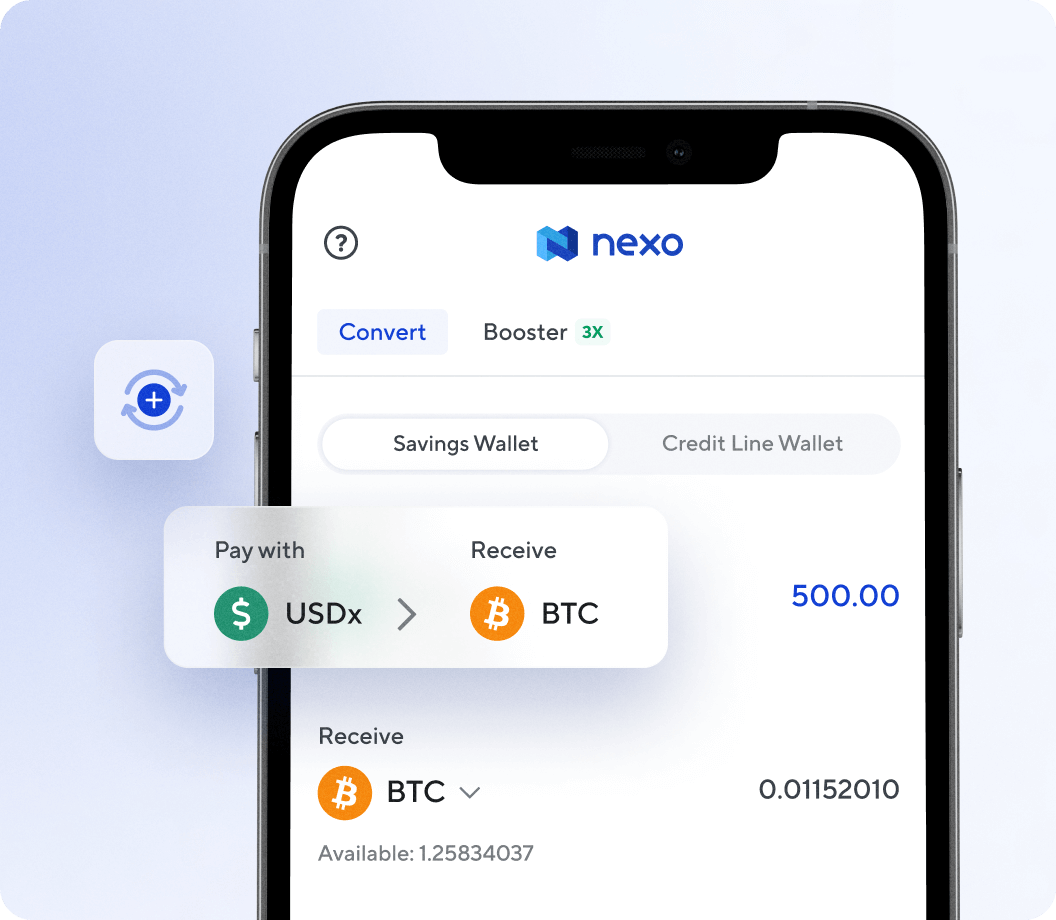 ?
nexo
Convert
Booster 3X
Savings Wallet
Credit Line Wallet
Pay with
Receive
$ USDx
BTC
500.00
Receive
BTC
0.01152010
Available: 1.25834037